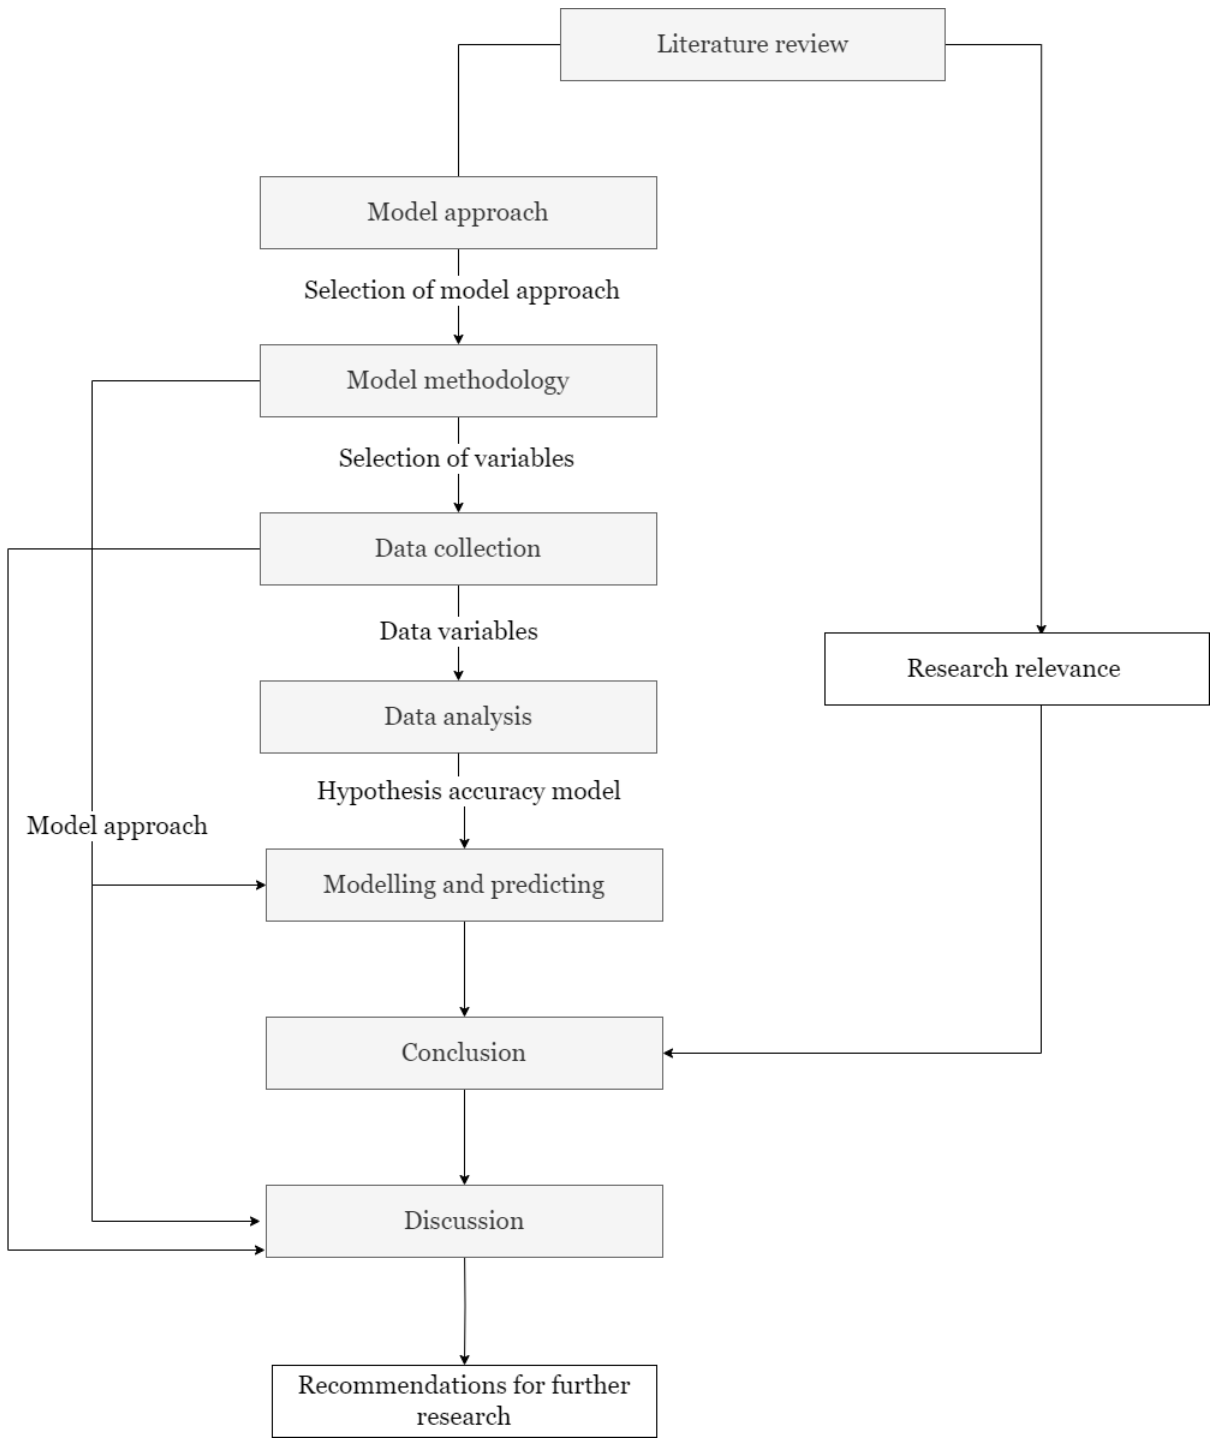 Literature review
Model approach
Selection of model approach
Model methodology
Selection of variables
Data collection
Data variables
Research relevance
Data analysis
Hypothesis accuracy model
Model approach
Modelling and predicting
Conclusion
Discussion
Recommendations for further
research